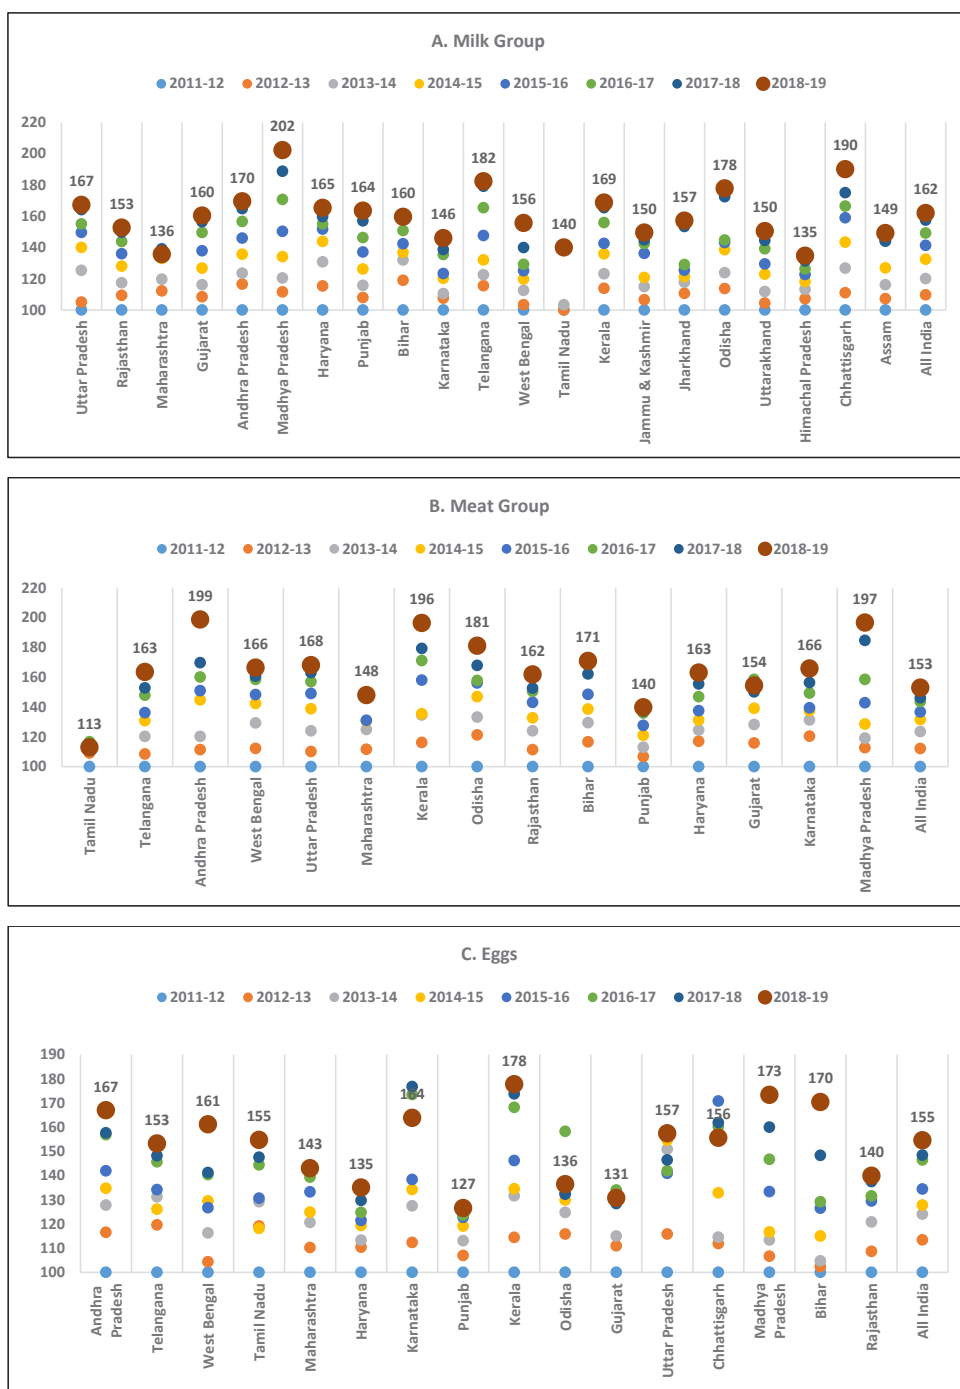 A. Milk Group
2011-12 2012-13 2013-14 2014-15 2015-16 2016-17 2017-18 2018-19
220
200
180
160
140
120
100
167 153 136 160 170 202 165 164 160 146 182 156 140 169 150 157 178 150 135 190 149 162
Uttar Pradesh
Rajasthan
Maharashtra
Gujarat
Andhra Pradesh
Madhya Pradesh
Haryana
Punjab
Bihar
Karnataka
Telangana
West Bengal
Tamil Nadu
Kerala
Jammu & Kashmir
Jharkhand
Odisha
Uttarakhand
Himachal Pradesh
Chhattisgarh
Assam
All India
B. Meat Group
2011-12 2012-13 2013-14 2014-15 2015-16 2016-17 2017-18 2018-19
220
200
180
160
140
120
100
113 163 199 166 168 148 196 181 162 171 140 163 154 166 197 153
Tamil Nadu
Telangana
Andhra Pradesh
West Bengal
Uttar Pradesh
Maharashtra
Kerala
Odisha
Rajasthan
Bihar
Punjab
Haryana
Gujarat
Karnataka
Madhya Pradesh
All India
C. Eggs
2011-12 2012-13 2013-14 2014-15 2015-16 2016-17 2017-18 2018-19
190
180
170
160
150
140
130
120
110
100
167 153 161 155 143 135 164 127 178 136 131 157 156 173 170 140 155
Andhra
Pradesh
Telangana
West Bengal
Tamil Nadu
Maharashtra
Haryana
Karnataka
Punjab
Kerala
Odisha
Gujarat
Uttar Pradesh
Chhattisgarh
Madhya
Pradesh
Bihar
Rajasthan
All India